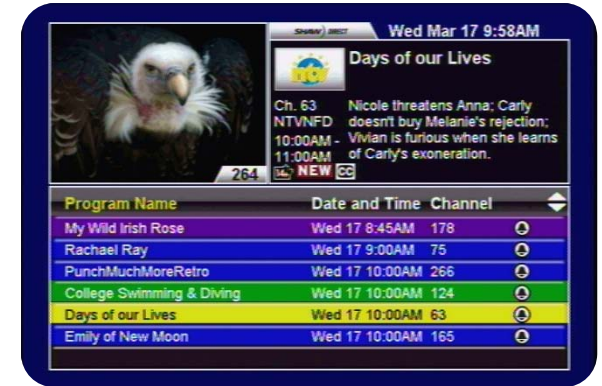 SHAW) DIRECT
Wed Mar 17 9:58AM
Days of our Lives
ntv
Ch. 63
NTVNFD
10:00AM -
11:00AM
Nicole threatens Anna; Carly
doesn't buy Melanie's rejection;
Vivian is furious when she learns
of Carly's exoneration.
14+ NEW CC
264
Program Name Date and Time Channel
My Wild Irish Rose Wed 17 8:45AM 178
Rachael Ray Wed 17 9:00AM 75
PunchMuchMoreRetro Wed 17 10:00AM 266
College Swimming & Diving Wed 17 10:00AM 124
Days of our Lives Wed 17 10:00AM 63
Emily of New Moon Wed 17 10:00AM 165